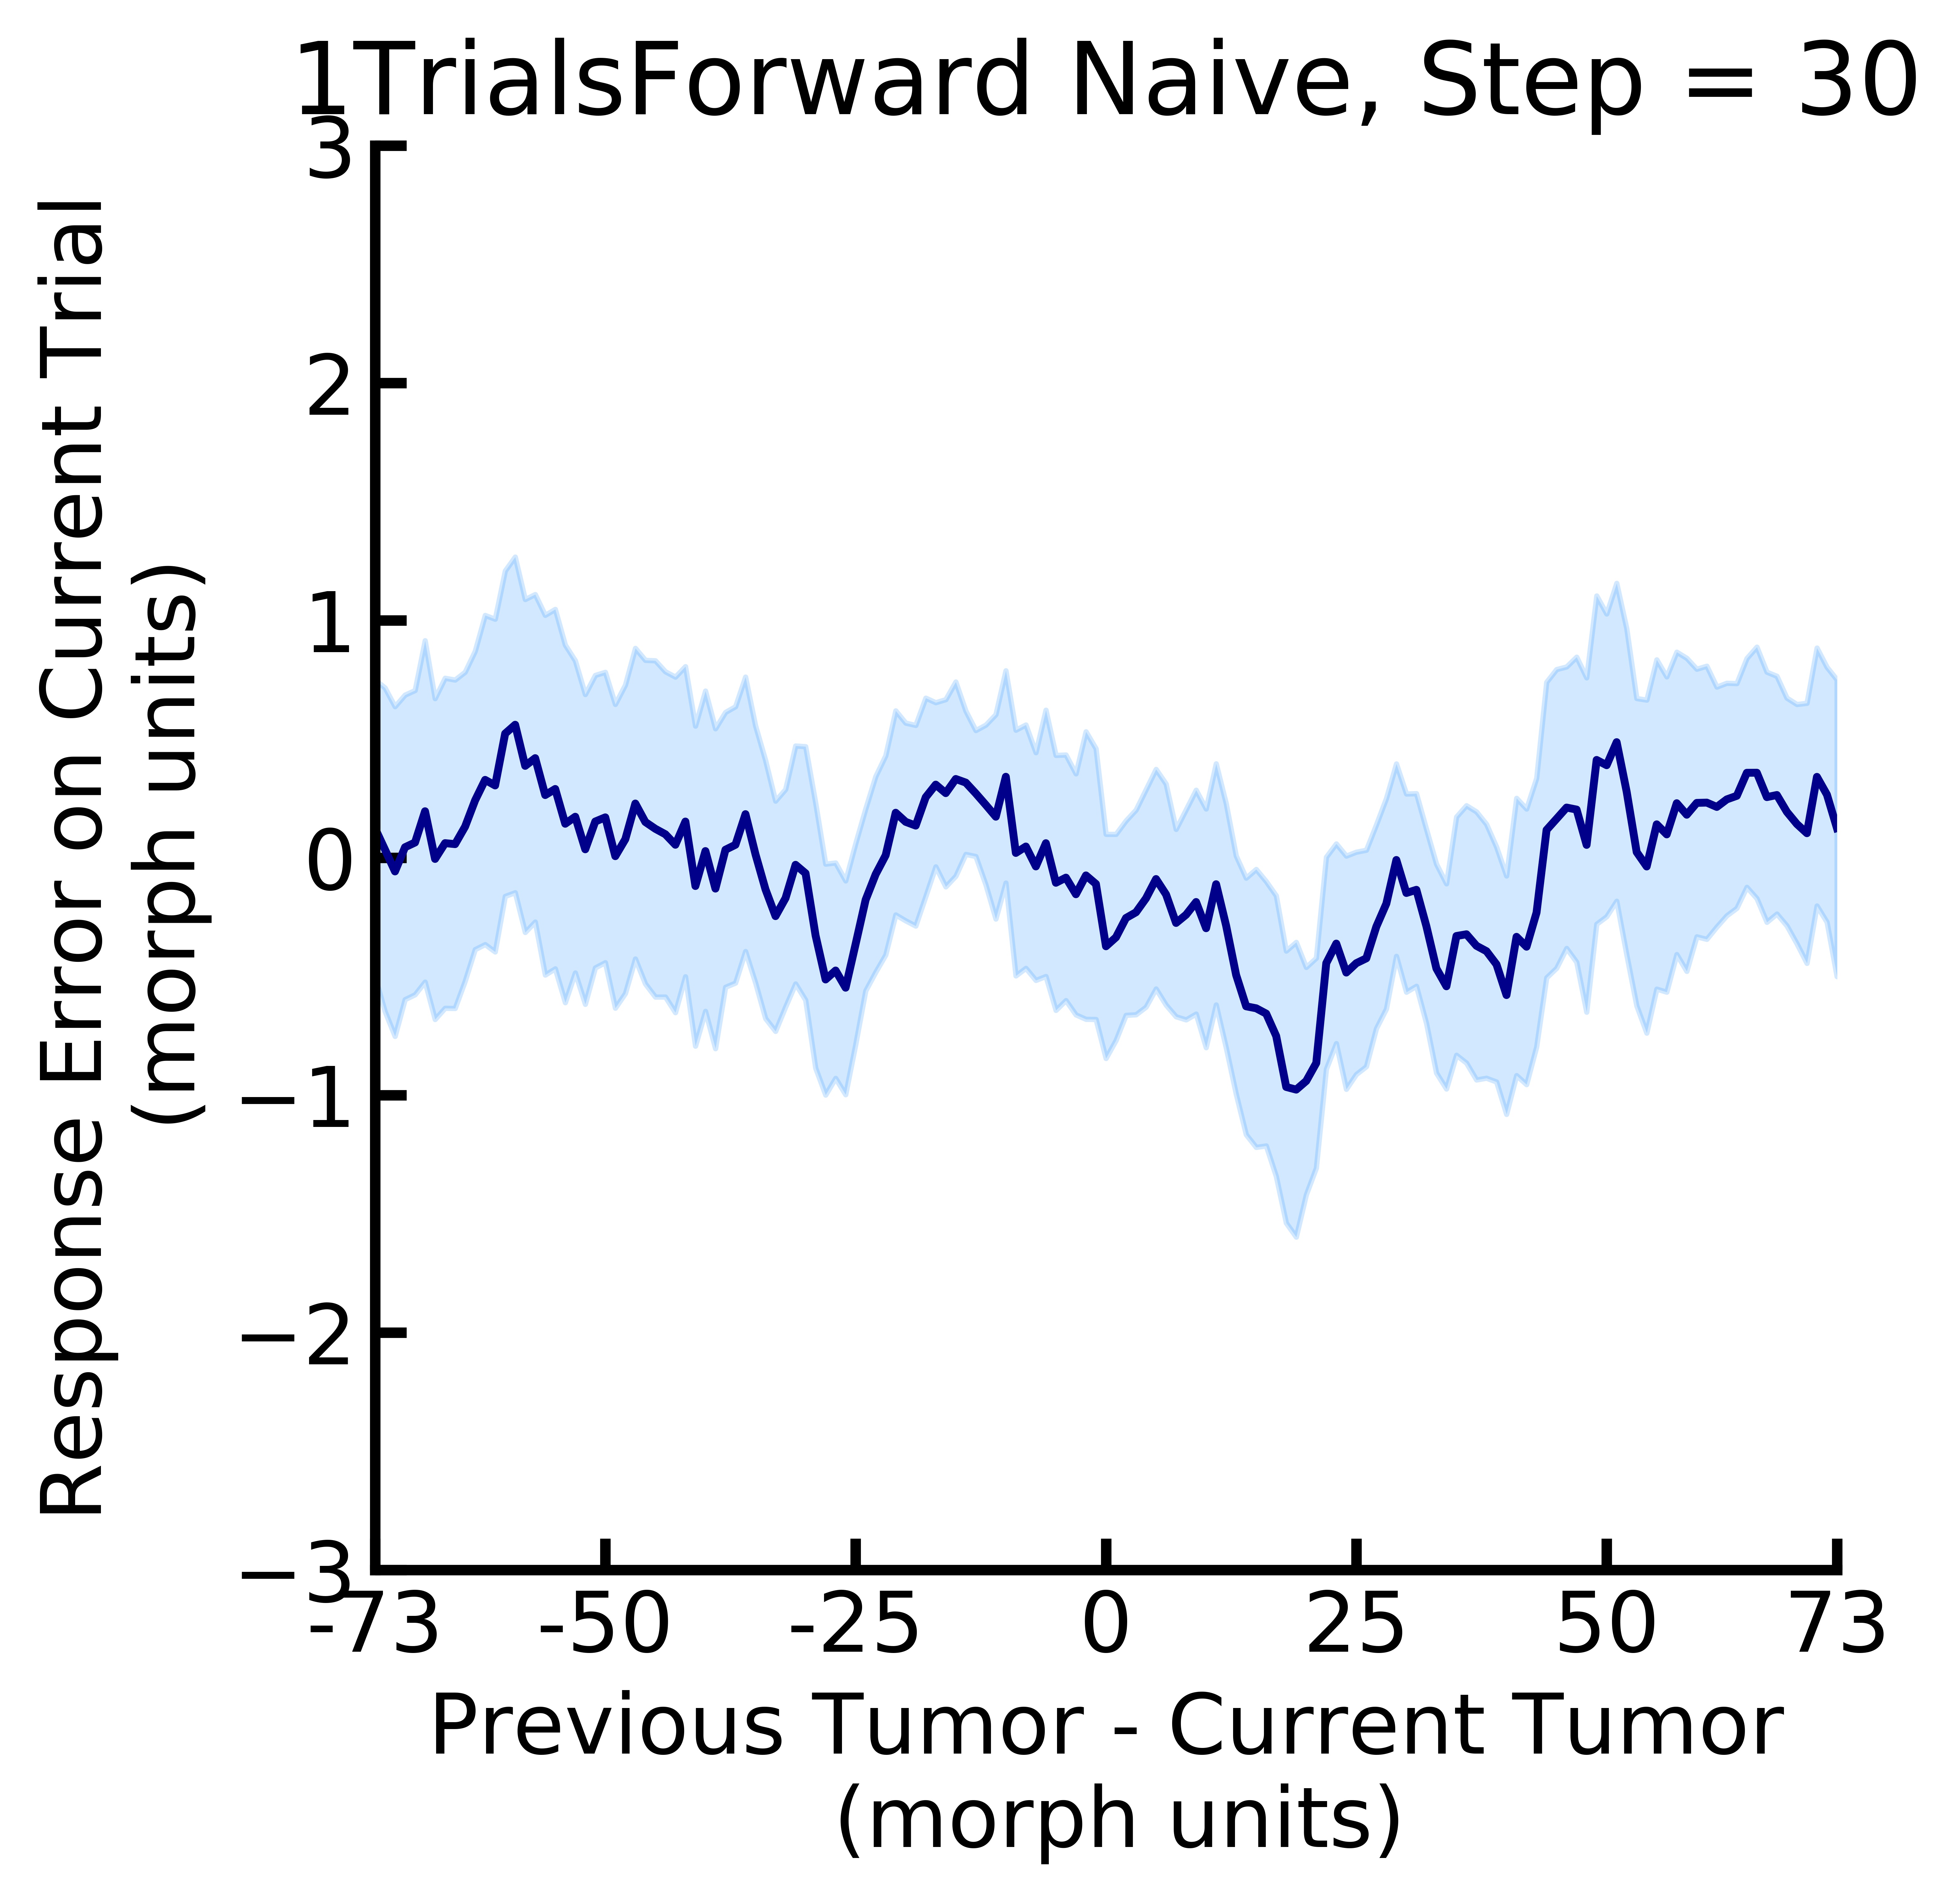 1TrialsForward Naive, Step = 30
Response Error on Current Trial
(morph units)
3
2
1
0
−1
−2
−3
-73 -50 -25 0 25 50 73
Previous Tumor - Current Tumor
(morph units)